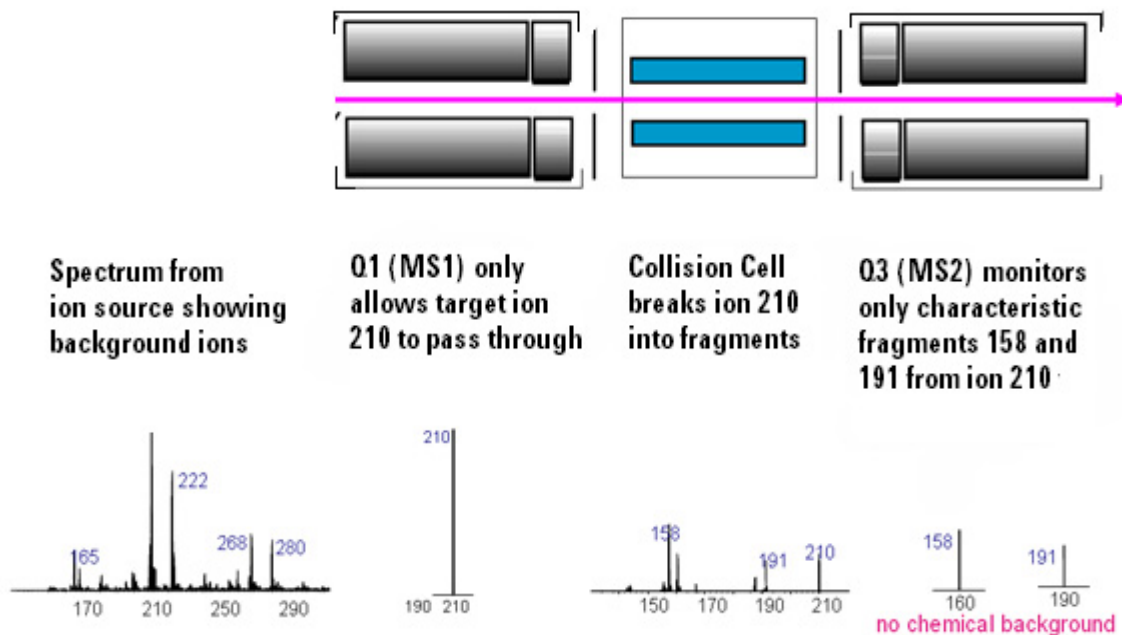 Spectrum from
ion source showing
background ions
Q1 (MS1) only
allows target ion
210 to pass through
Collision Cell
breaks ion 210
into fragments
Q3 (MS2) monitors
only characteristic
fragments 158 and
191 from ion 210
222
165
268
280
170 210 250 290
210
190 210
158
191
210
150 170 190 210
158
160
191
190
no chemical background